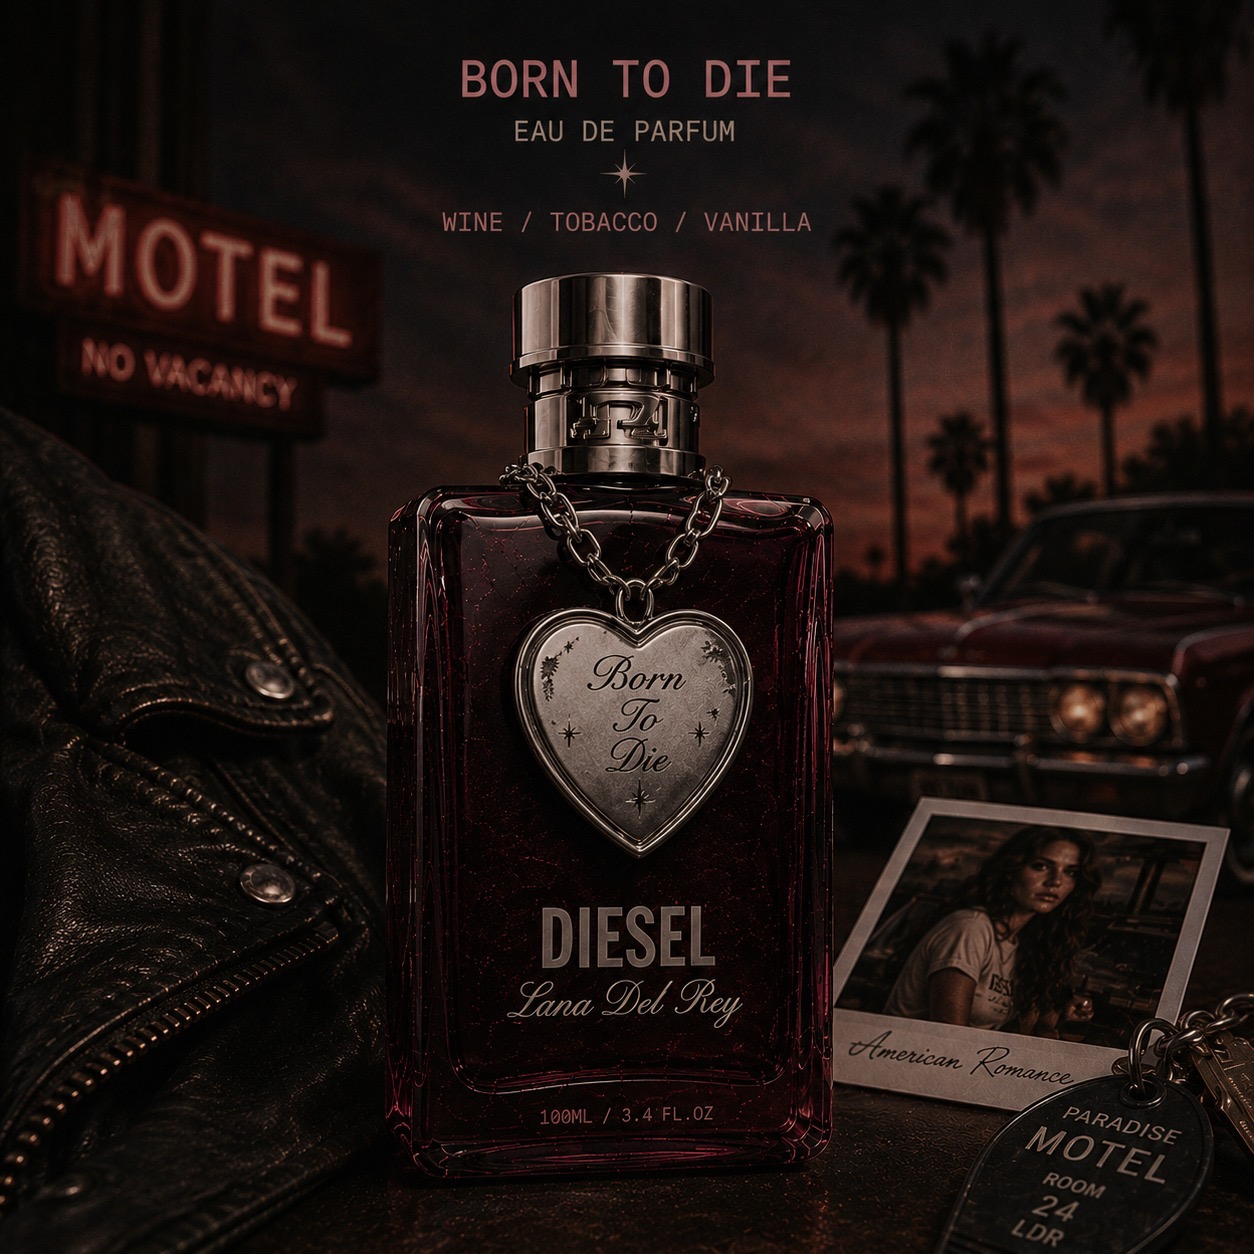 BORN TO DIE
EAU DE PARFUM
WINE / TOBACCO / VANILLA
MOTEL
NO VACANCY
Born
To
Die
DIESEL
Lana Del Rey
100ML / 3.4 FL.OZ
American Romance
PARADISE
MOTEL
ROOM
24
LDR